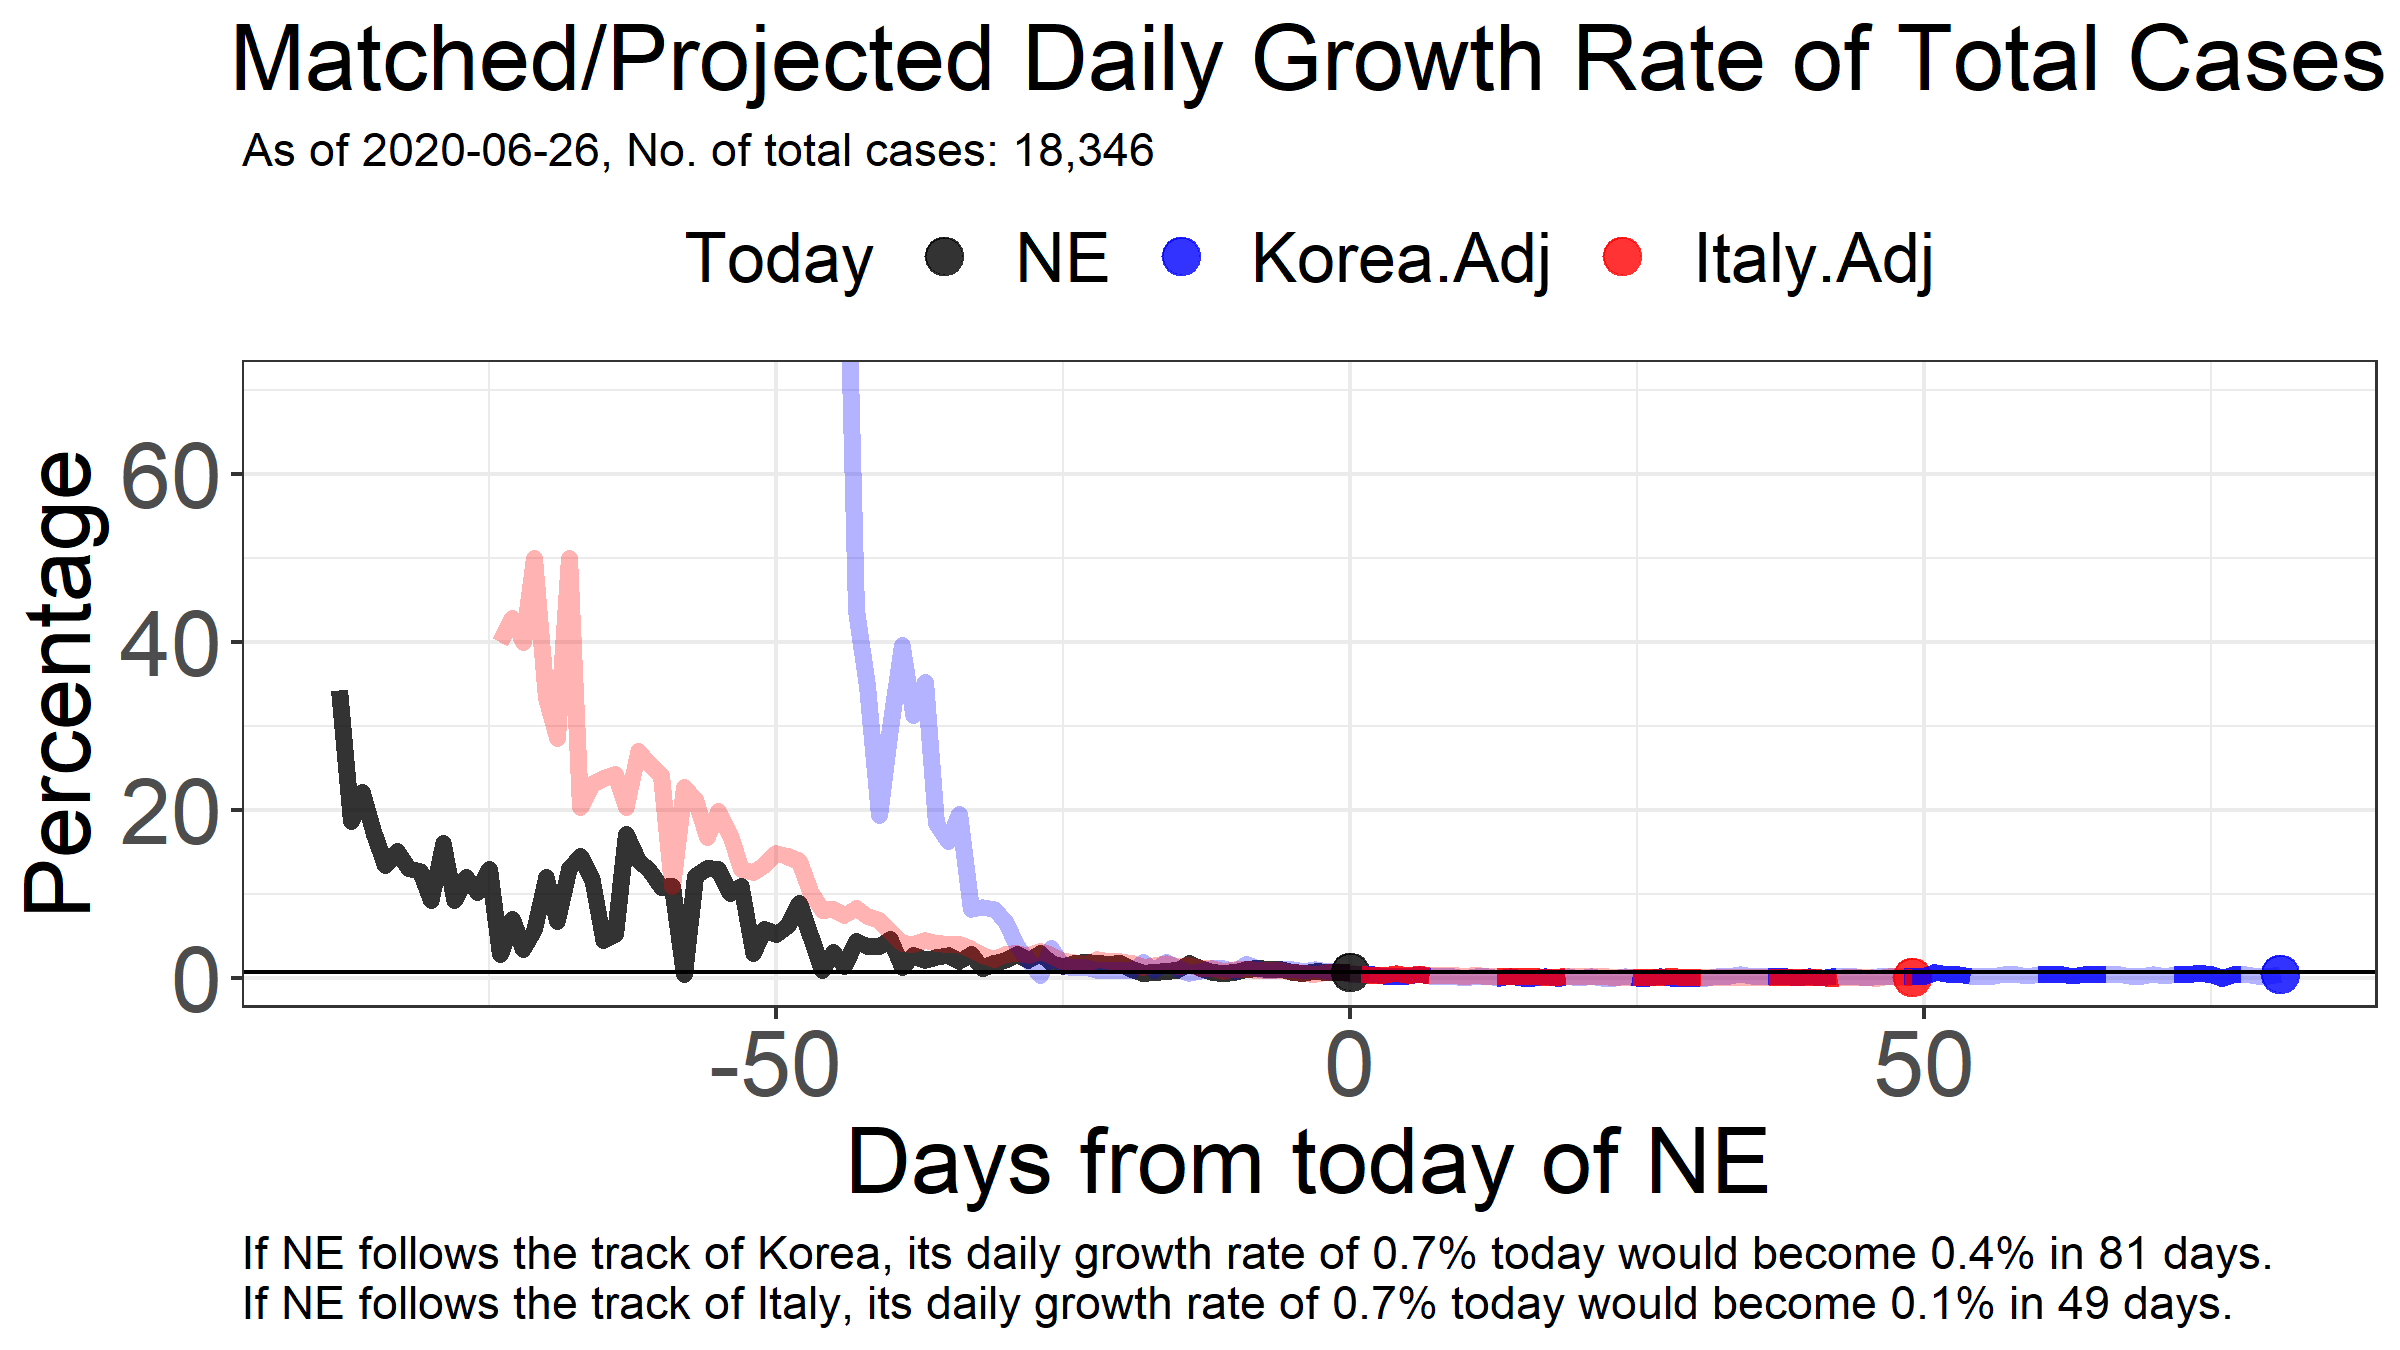 Matched/Projected Daily Growth Rate of Total Cases
As of 2020-06-26, No. of total cases: 18,346
Today NE Korea.Adj Italy.Adj
Percentage
60
40
20
0
-50 0 50
Days from today of NE
If NE follows the track of Korea, its daily growth rate of 0.7% today would become 0.4% in 81 days.
If NE follows the track of Italy, its daily growth rate of 0.7% today would become 0.1% in 49 days.